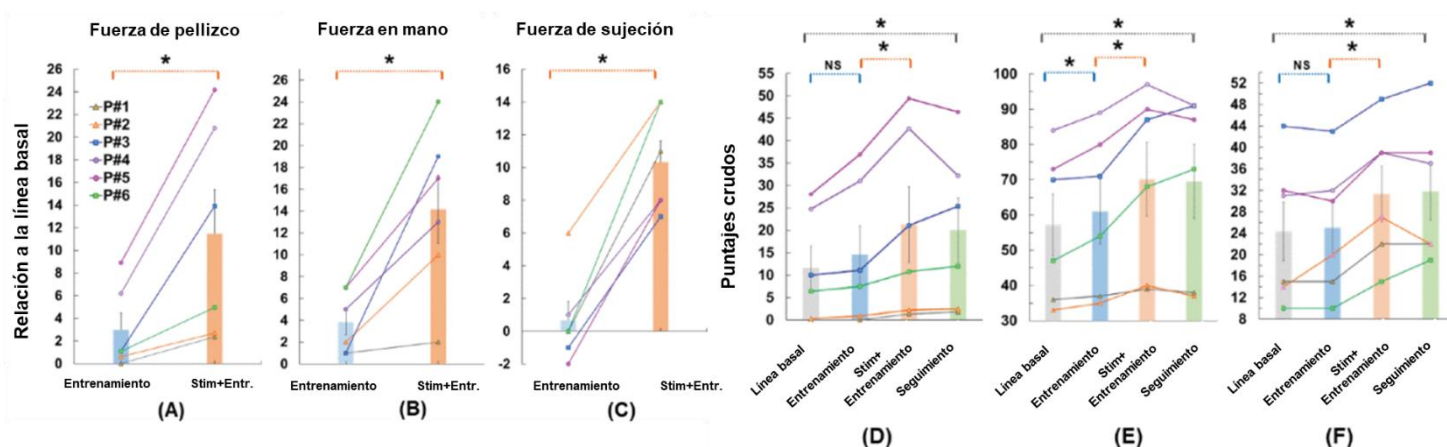 Fuerza de pellizco
*
26
24
22
20
18
16
14
12
10
8
6
4
2
0
Relación a la línea basal
P#1
P#2
P#3
P#4
P#5
P#6
Entrenamiento
Stim+Entr.
(A)
Fuerza en mano
*
26
24
22
20
18
16
14
12
10
8
6
4
2
0
Entrenamiento
Stim+Entr.
(B)
Fuerza de sujeción
*
16
14
12
10
8
6
4
2
0
-2
Entrenamiento
Stim+Entr.
(C)
Puntajes crudos
*
*
NS
55
50
45
40
35
30
25
20
15
10
5
0
Línea basal
Entrenamiento
Stim+
Entrenamiento
Seguimiento
(D)
*
*
*
100
90
80
70
60
50
40
30
Línea basal
Entrenamiento
Stim+
Entrenamiento
Seguimiento
(E)
*
*
NS
52
48
44
40
36
32
28
24
20
16
12
8
Línea basal
Entrenamiento
Stim+
Entrenamiento
Seguimiento
(F)